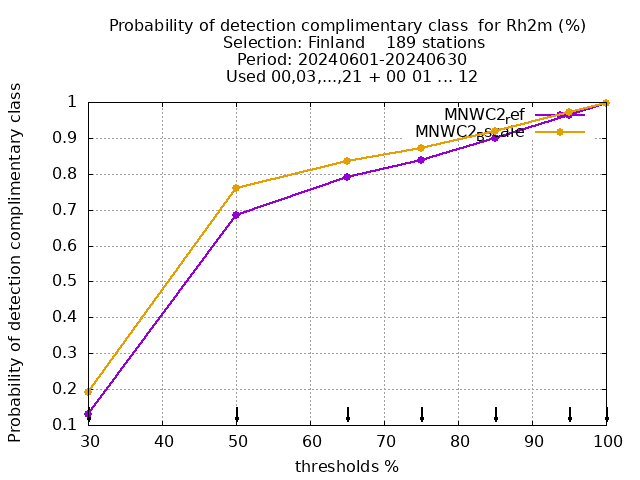 Probability of detection complimentary class  for Rh2m (%)
Selection: Finland    189 stations
Period: 20240601-20240630
Used 00,03,...,21 + 00 01 ... 12
Probability of detection complimentary class
1
0.9
0.8
0.7
0.6
0.5
0.4
0.3
0.2
0.1
MNWC2ref
MNWC2Bscale
30 40 50 60 70 80 90 100
thresholds %